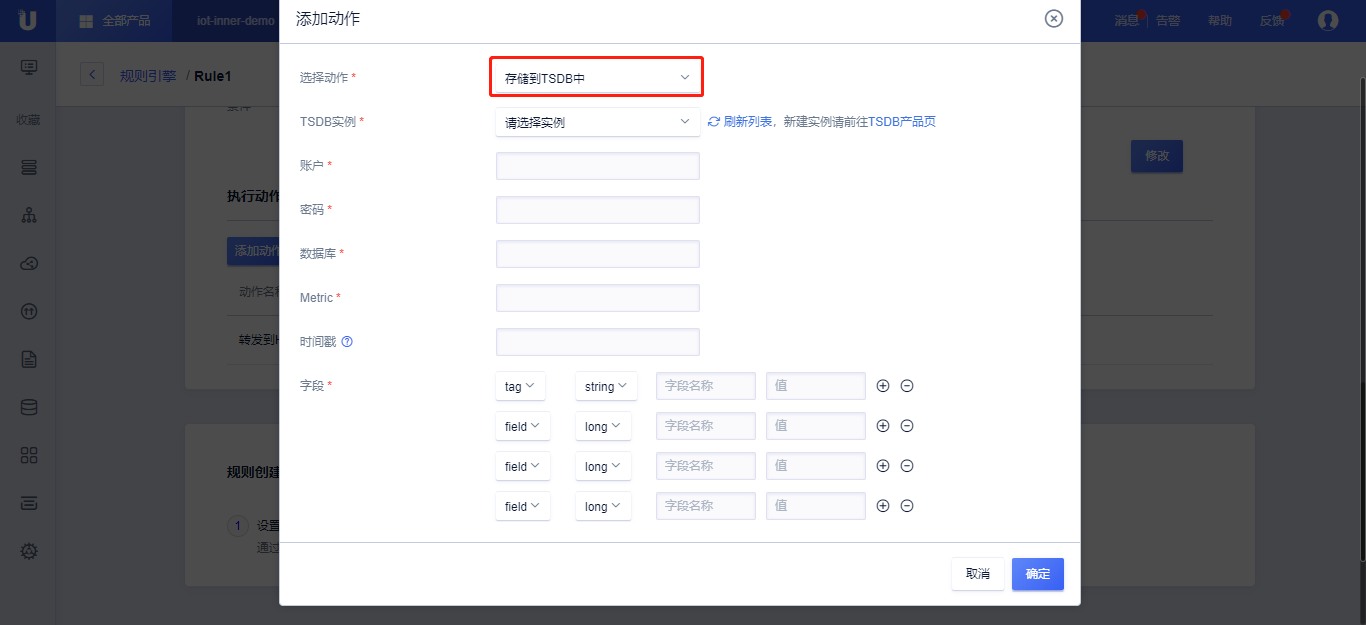 全部产品
iot-inner-demo
消息
告警
帮助
反馈
收藏
规则引擎 / Rule1
修改
执行动作
添加动作
动作名称
规则创建
1
设置
通过
添加动作
选择动作 *
存储到TSDB中
TSDB实例 *
请选择实例
刷新列表，新建实例请前往TSDB产品页
账户 *
密码 *
数据库 *
Metric *
时间戳
字段 *
tag string 字段名称 值
field long 字段名称 值
field long 字段名称 值
field long 字段名称 值
取消
确定